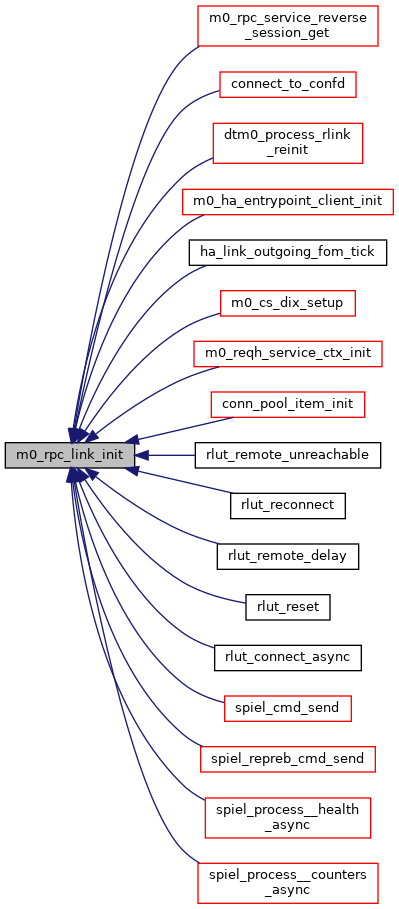 m0_rpc_service_reverse
_session_get
connect_to_confd
dtm0_process_rlink
_reinit
m0_ha_entrypoint_client_init
ha_link_outgoing_fom_tick
m0_cs_dix_setup
m0_reqh_service_ctx_init
conn_pool_item_init
m0_rpc_link_init
rlut_remote_unreachable
rlut_reconnect
rlut_remote_delay
rlut_reset
rlut_connect_async
spiel_cmd_send
spiel_repreb_cmd_send
spiel_process__health
_async
spiel_process__counters
_async